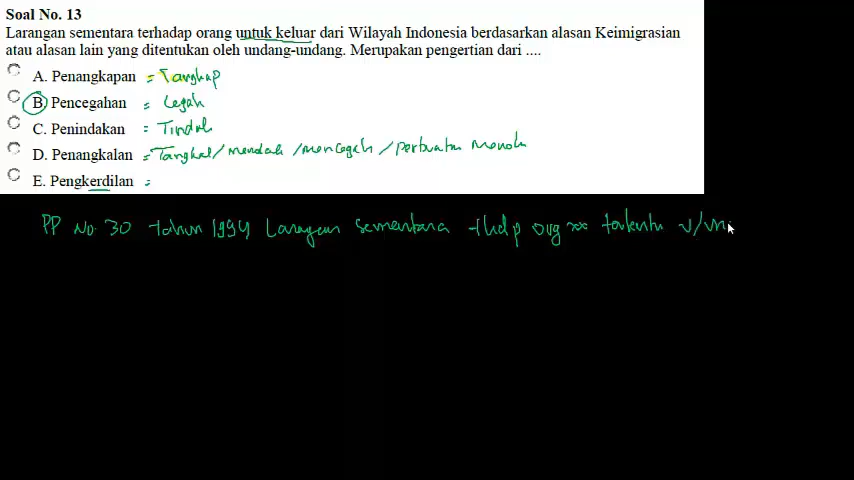 Soal No. 13
Larangan sementara terhadap orang untuk keluar dari Wilayah Indonesia berdasarkan alasan Keimigrasian
atau alasan lain yang ditentukan oleh undang-undang. Merupakan pengertian dari ....
A. Penangkapan = Tangkap
B. Pencegahan = Cegah
C. Penindakan = Tindak
D. Penangkalan = Tangkal / menolak / mencegah / perbuatan menolak
E. Pengkerdilan =
PP No. 30 tahun 1994 Larangan sementara thdp org tertentu